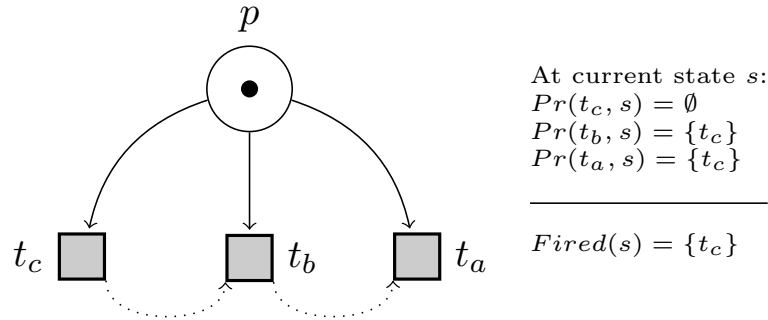 p
t_c
t_b
t_a
At current state s:
Pr(t_c, s) = ∅
Pr(t_b, s) = {t_c}
Pr(t_a, s) = {t_c}
Fired(s) = {t_c}